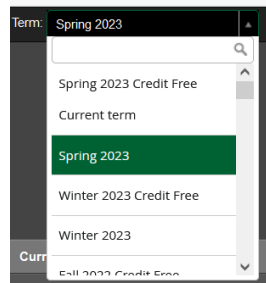 Term: Spring 2023
Spring 2023 Credit Free
Current term
Spring 2023
Winter 2023 Credit Free
Winter 2023
Curr
Fall 2022 Credit Free